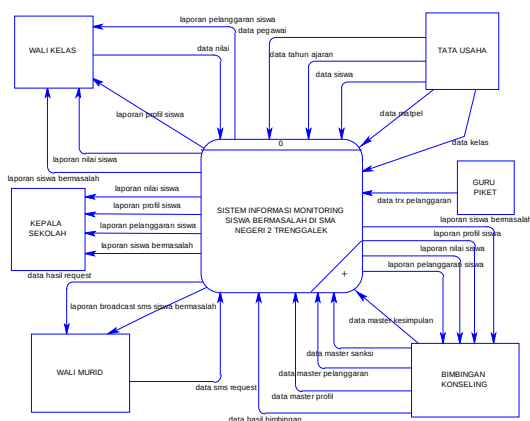 laporan pelanggaran siswa
data pegawai
WALI KELAS
data nilai
data tahun ajaran
TATA USAHA
data siswa
laporan profil siswa
data matpel
0
data kelas
laporan nilai siswa
laporan siswa bermasalah
GURU
PIKET
laporan nilai siswa
laporan profil siswa
KEPALA
SEKOLAH
laporan pelanggaran siswa
laporan siswa bermasalah
SISTEM INFORMASI MONITORING
SISWA BERMASALAH DI SMA
NEGERI 2 TRENGGALEK
+
data trx pelanggaran
laporan siswa bermasalah
laporan profil siswa
laporan nilai siswa
laporan pelanggaran siswa
data hasil request
laporan broadcast sms siswa bermasalah
data master kesimpulan
data master sanksi
WALI MURID
data sms request
data master pelanggaran
BIMBINGAN
KONSELING
data master profil
data hasil bimbingan